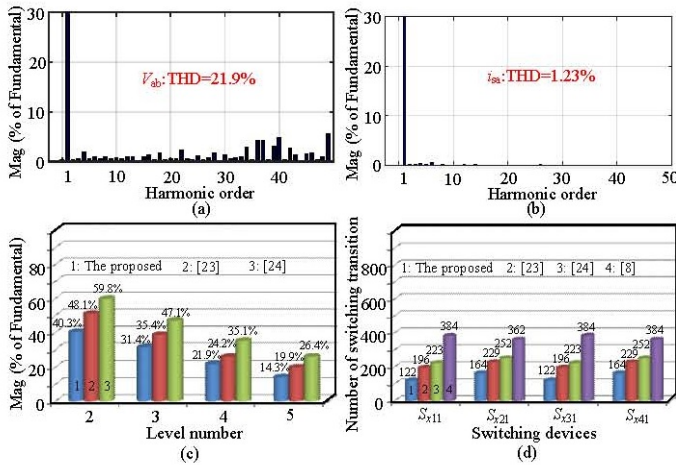 Mag (% of Fundamental)
30
20
10
0
V_ab:THD=21.9%
1 10 20 30 40
Harmonic order
(a)
Mag (% of Fundamental)
30
20
10
0
i_sa:THD=1.23%
1 10 20 30 40 50
Harmonic order
(b)
Mag (% of Fundamental)
80
60
40
20
0
1: The proposed 2: [23] 3: [24]
40.3% 48.1% 59.8%
31.4% 35.4% 47.1%
21.9% 24.2% 35.1%
14.3% 19.9% 26.4%
1 2 3
2 3 4 5
Level number
(c)
Number of switching transition
800
600
400
200
0
1: The proposed 2: [23] 3: [24] 4: [8]
122 196 223 384
164 229 252 362
122 196 223 384
164 229 252 384
1 2 3 4
S_x11 S_x21 S_x31 S_x41
Switching devices
(d)